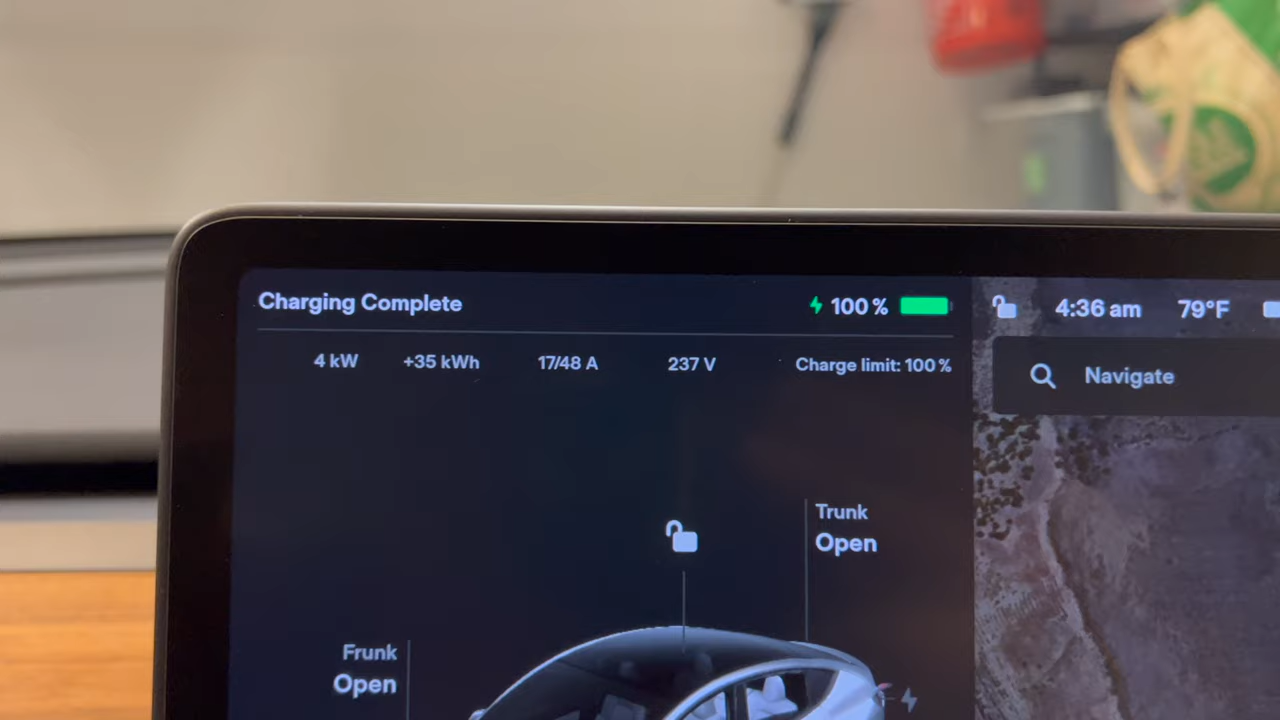 Charging Complete
100 %
4:36 am
79°F
4 kW
+35 kWh
17/48 A
237 V
Charge limit: 100 %
Navigate
Trunk
Open
Frunk
Open